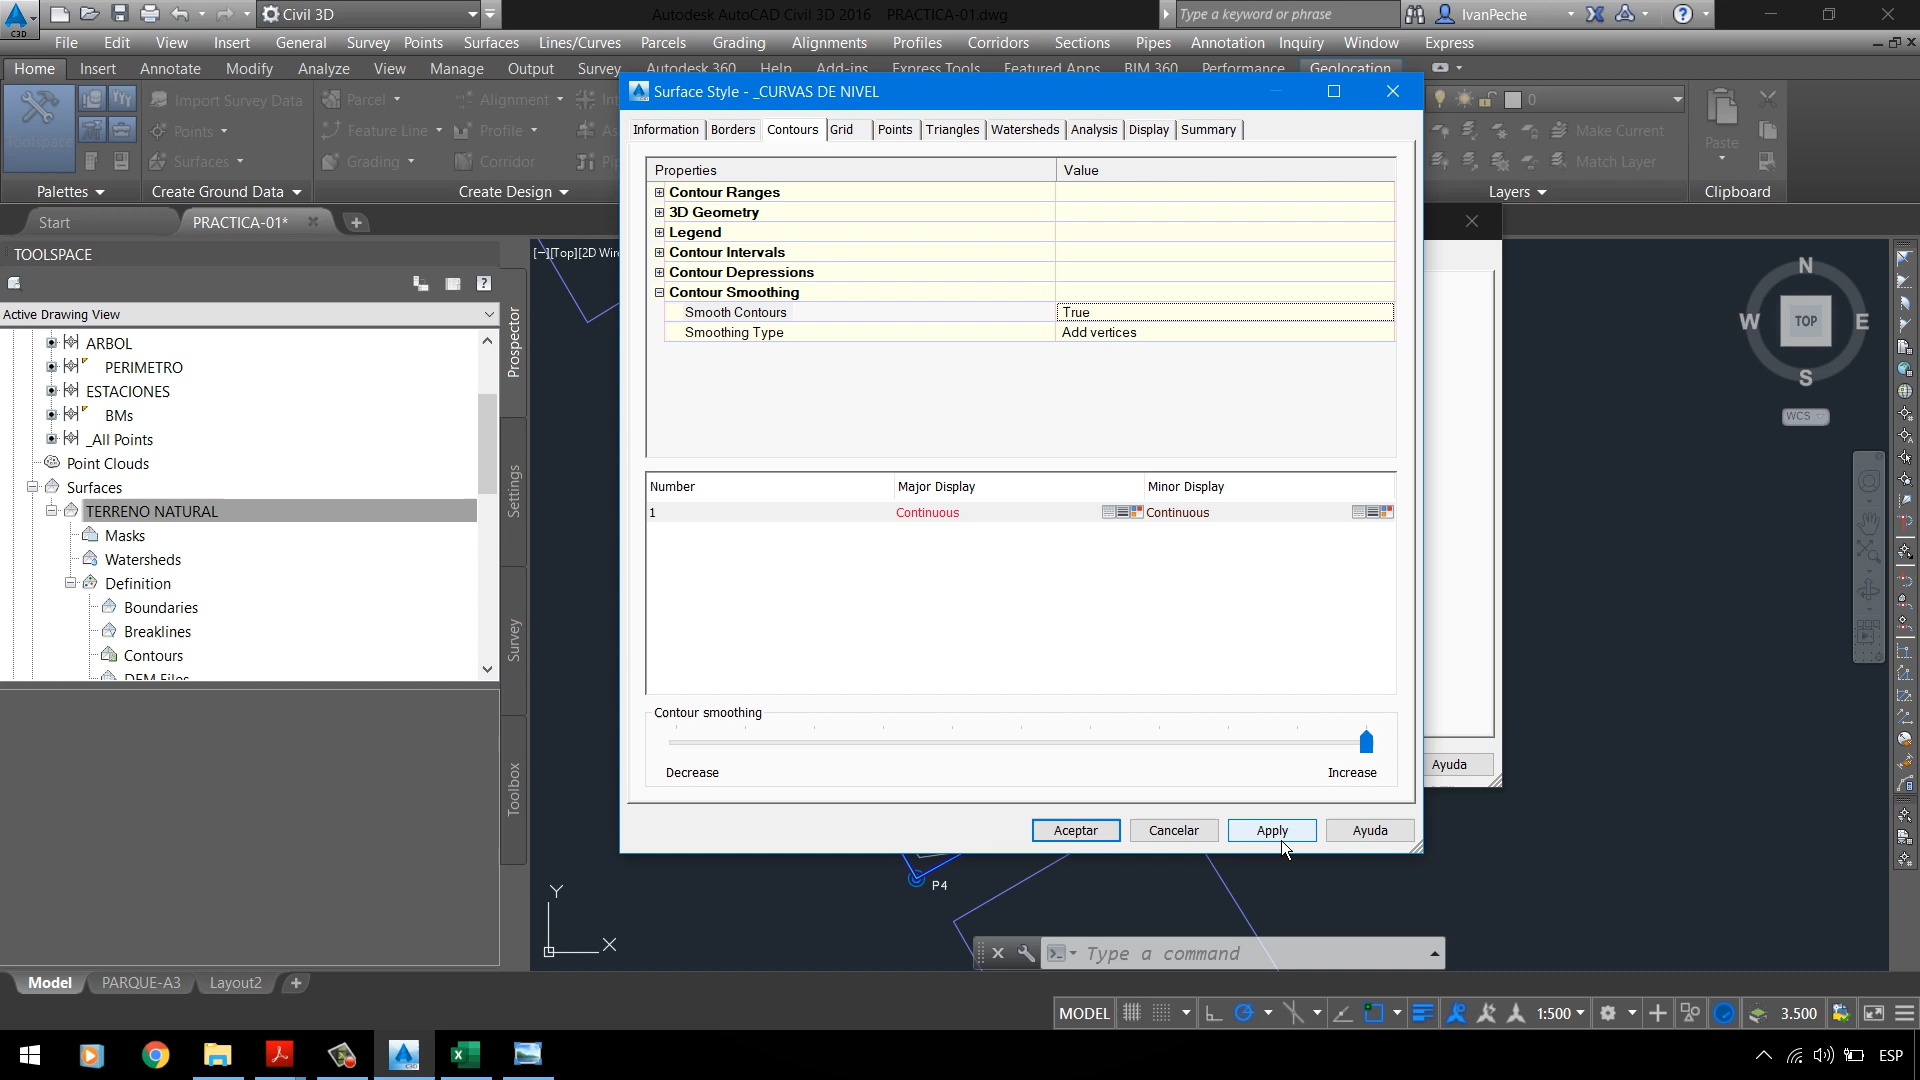 Civil 3D
Autodesk AutoCAD Civil 3D 2016 PRACTICA-01.dwg
Type a keyword or phrase
IvanPeche
C3D
File Edit View Insert General Survey Points Surfaces Lines/Curves Parcels Grading Alignments Profiles Corridors Sections Pipes Annotation Inquiry Window Express
Home Insert Annotate Modify Analyze View Manage Output Survey Autodesk 360 Help Add-ins Express Tools Featured Apps BIM 360 Performance Geolocation
Surface Style - _CURVAS DE NIVEL
Import Survey Data
Parcel
Alignment
0
Toolspace
Points
Feature Line
Profile
Make Current
Paste
Surfaces
Grading
Corridor
Match Layer
Palettes
Create Ground Data
Create Design
Layers
Clipboard
Start
PRACTICA-01*
Information Borders Contours Grid Points Triangles Watersheds Analysis Display Summary
Properties Value
Contour Ranges
3D Geometry
Legend
Contour Intervals
Contour Depressions
Contour Smoothing
Smooth Contours True
Smoothing Type Add vertices
Number Major Display Minor Display
1 Continuous Continuous
Contour smoothing
Decrease Increase
Aceptar Cancelar Apply Ayuda
Ayuda
TOOLSPACE
[–][Top][2D Wir
Active Drawing View
ARBOL
PERIMETRO
ESTACIONES
BMs
_All Points
Point Clouds
Surfaces
TERRENO NATURAL
Masks
Watersheds
Definition
Boundaries
Breaklines
Contours
DEM Files
Prospector
Settings
Survey
Toolbox
N
W TOP E
S
WCS
P4
Y
X
Type a command
Model PARQUE-A3 Layout2
MODEL
1:500
3.500
ESP